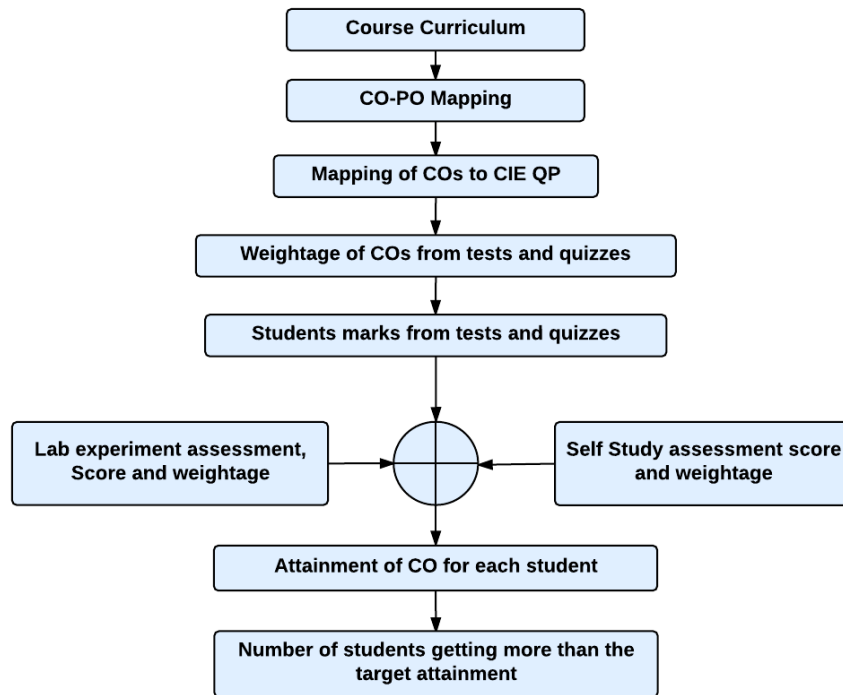 Course Curriculum
CO-PO Mapping
Mapping of COs to CIE QP
Weightage of COs from tests and quizzes
Students marks from tests and quizzes
Lab experiment assessment,
Score and weightage
Self Study assessment score
and weightage
Attainment of CO for each student
Number of students getting more than the
target attainment